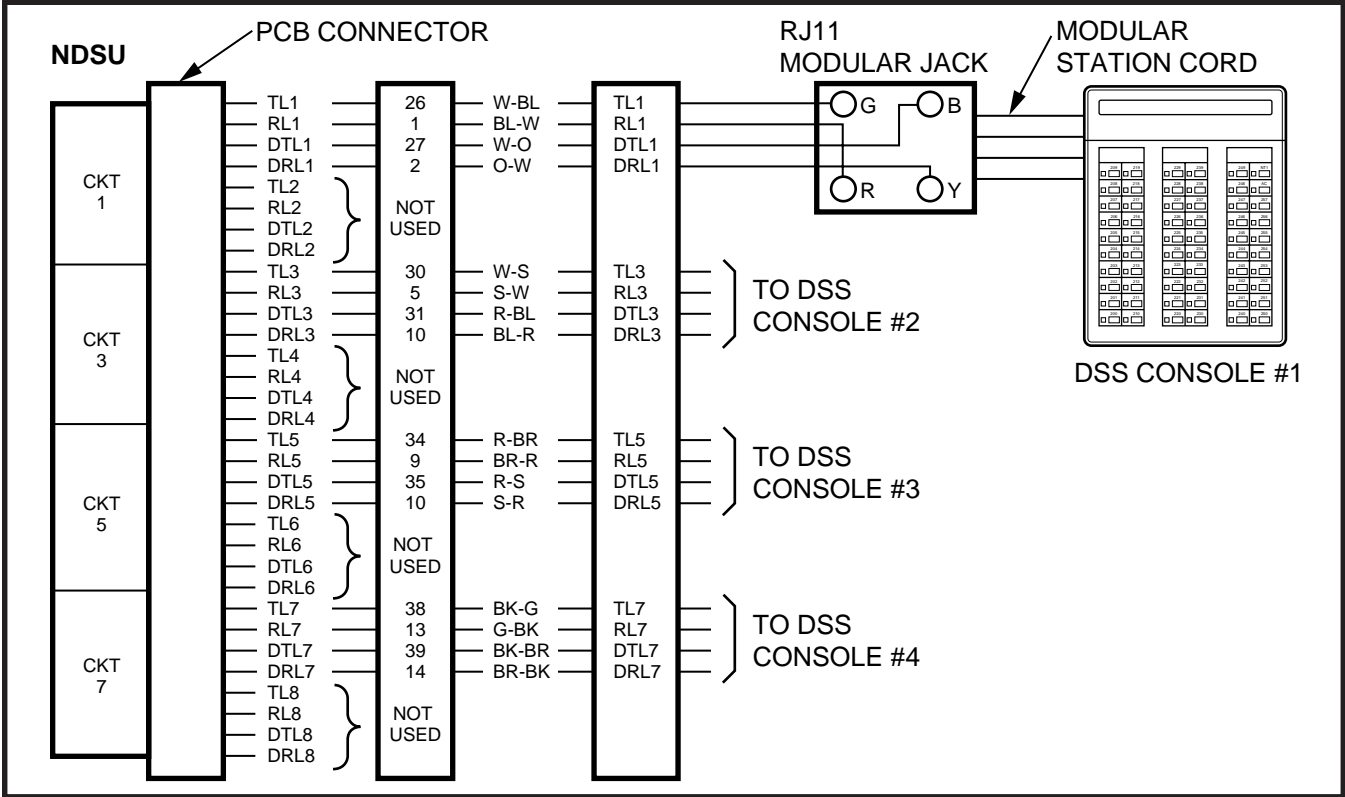 NDSU
PCB CONNECTOR
RJ11
MODULAR JACK
MODULAR
STATION CORD
TL1 26 W-BL TL1
RL1 1 BL-W RL1
DTL1 27 W-O DTL1
DRL1 2 O-W DRL1
G B
R Y
CKT
1
TL2
RL2
DTL2
DRL2
NOT
USED
TL3 30 W-S TL3
RL3 5 S-W RL3
DTL3 31 R-BL DTL3
DRL3 10 BL-R DRL3
TO DSS
CONSOLE #2
CKT
3
TL4
RL4
DTL4
DRL4
NOT
USED
DSS CONSOLE #1
TL5 34 R-BR TL5
RL5 9 BR-R RL5
DTL5 35 R-S DTL5
DRL5 10 S-R DRL5
TO DSS
CONSOLE #3
CKT
5
TL6
RL6
DTL6
DRL6
NOT
USED
TL7 38 BK-G TL7
RL7 13 G-BK RL7
DTL7 39 BK-BR DTL7
DRL7 14 BR-BK DRL7
TO DSS
CONSOLE #4
CKT
7
TL8
RL8
DTL8
DRL8
NOT
USED